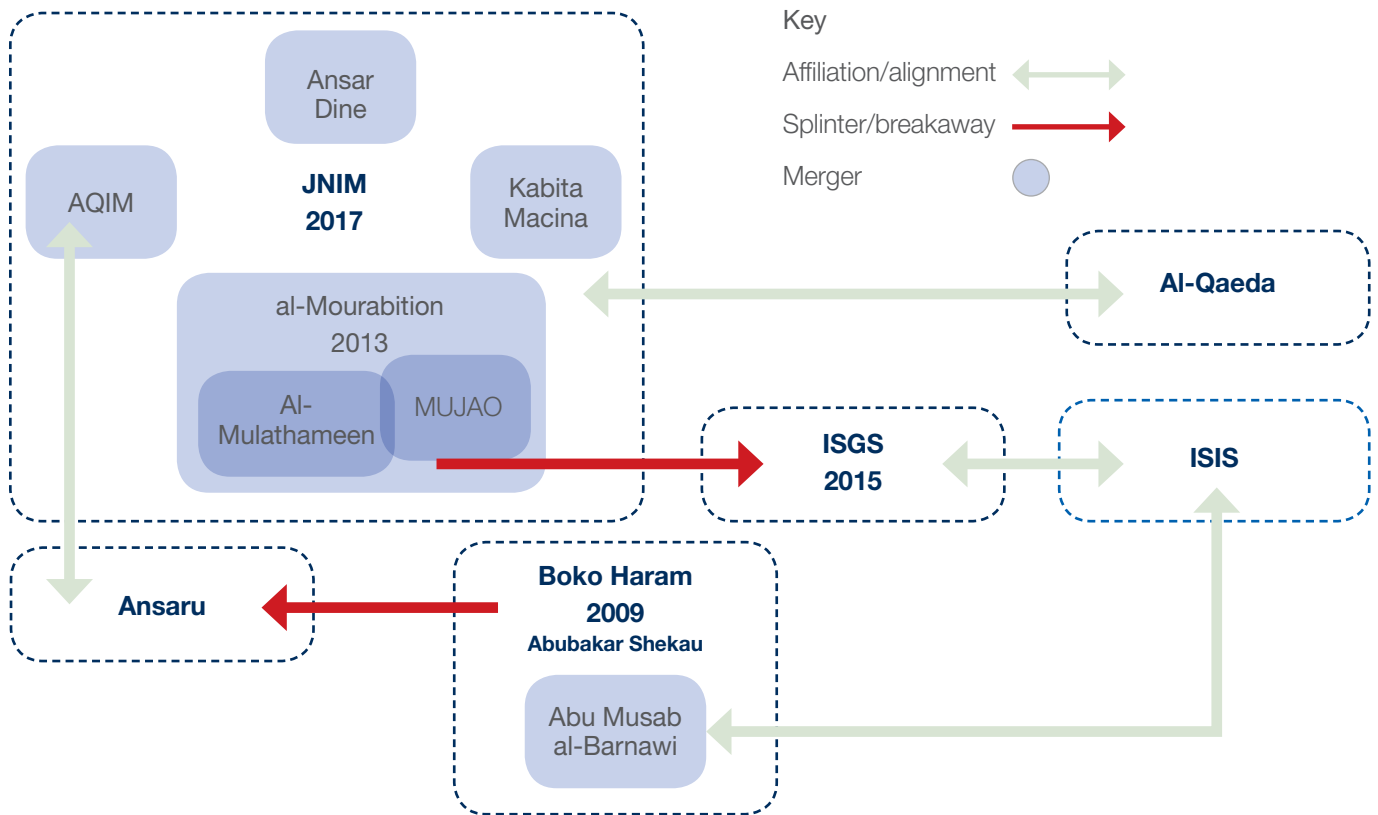 Key
Affiliation/alignment
Splinter/breakaway
Merger
Ansar
Dine
AQIM
JNIM
2017
Kabita
Macina
al-Mourabition
2013
Al-
Mulathameen
MUJAO
Al-Qaeda
ISGS
2015
ISIS
Ansaru
Boko Haram
2009
Abubakar Shekau
Abu Musab
al-Barnawi